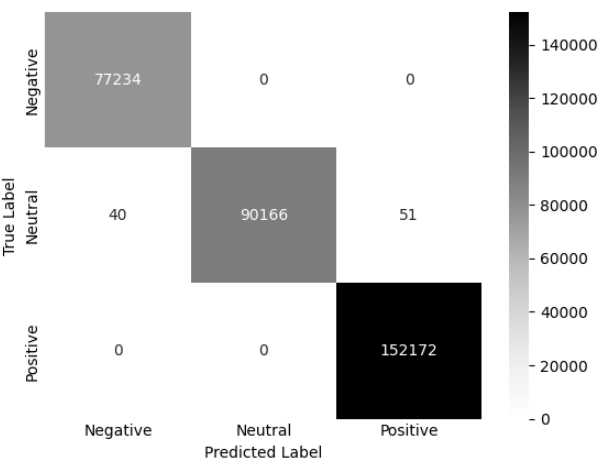 Negative 77234 0 0
Neutral 40 90166 51
Positive 0 0 152172
True Label
Negative Neutral Positive
Predicted Label
140000
120000
100000
80000
60000
40000
20000
0